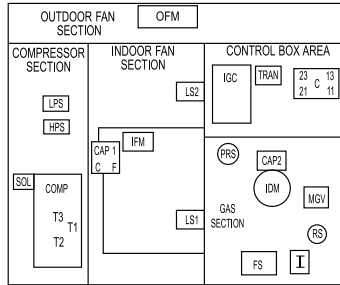 OUTDOOR FAN
SECTION
OFM
COMPRESSOR
SECTION
LPS
HPS
SOL
COMP
T3
T1
T2
INDOOR FAN
SECTION
LS2
IFM
CAP 1
C F
LS1
CONTROL BOX AREA
IGC
TRAN
23 C 13
21 11
PRS
CAP2
IDM
MGV
GAS
SECTION
RS
FS
I